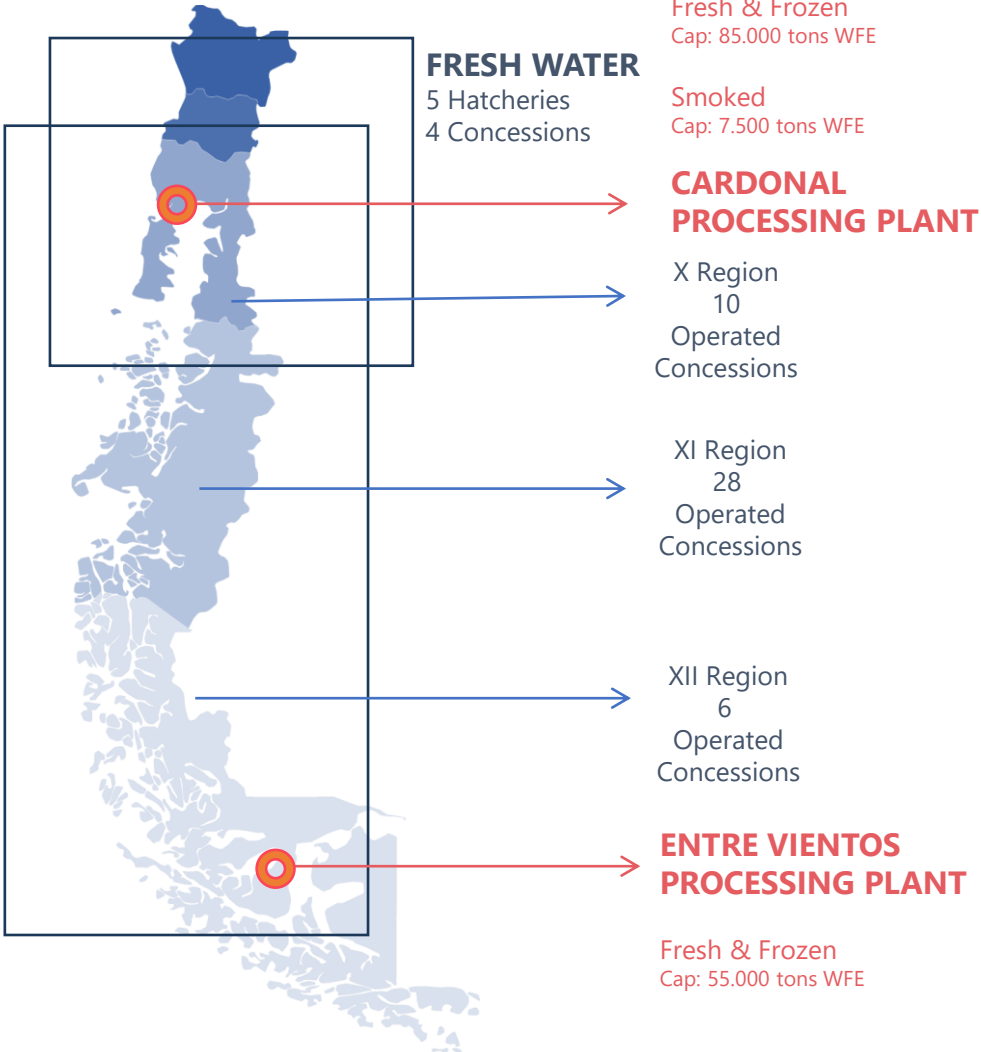 Fresh & Frozen
Cap: 85.000 tons WFE
FRESH WATER
5 Hatcheries
4 Concessions
Smoked
Cap: 7.500 tons WFE
CARDONAL
PROCESSING PLANT
X Region
10
Operated
Concessions
XI Region
28
Operated
Concessions
XII Region
6
Operated
Concessions
ENTRE VIENTOS
PROCESSING PLANT
Fresh & Frozen
Cap: 55.000 tons WFE